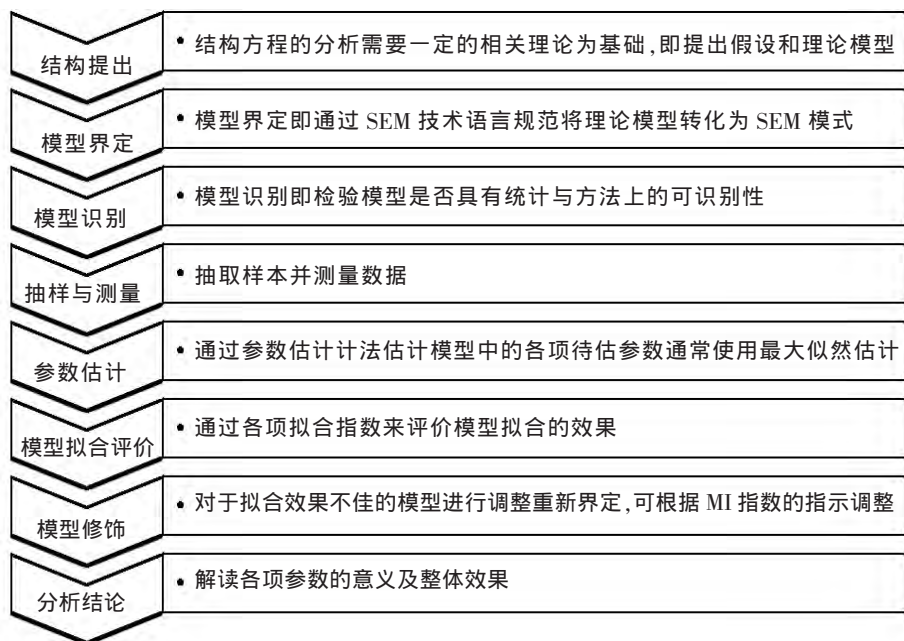 结构提出
• 结构方程的分析需要一定的相关理论为基础,即提出假设和理论模型
模型界定
• 模型界定即通过 SEM 技术语言规范将理论模型转化为 SEM 模式
模型识别
• 模型识别即检验模型是否具有统计与方法上的可识别性
抽样与测量
• 抽取样本并测量数据
参数估计
• 通过参数估计计法估计模型中的各项待估参数通常使用最大似然估计
模型拟合评价
• 通过各项拟合指数来评价模型拟合的效果
模型修饰
• 对于拟合效果不佳的模型进行调整重新界定,可根据 MI 指数的指示调整
分析结论
• 解读各项参数的意义及整体效果